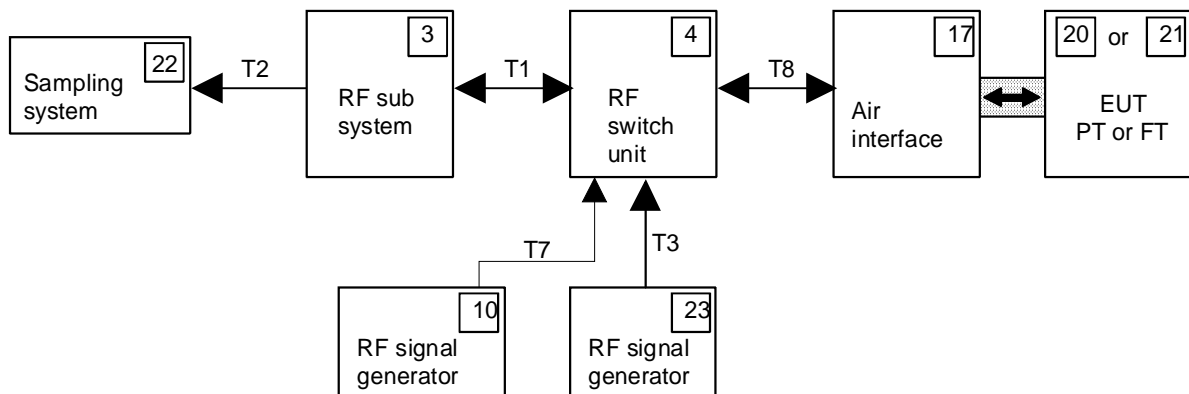 3
4
17
20 or 21
22
T2
T1
T8
Sampling
system
RF sub
system
RF
switch
unit
Air
interface
EUT
PT or FT
T7
T3
10
23
RF signal
generator
RF signal
generator